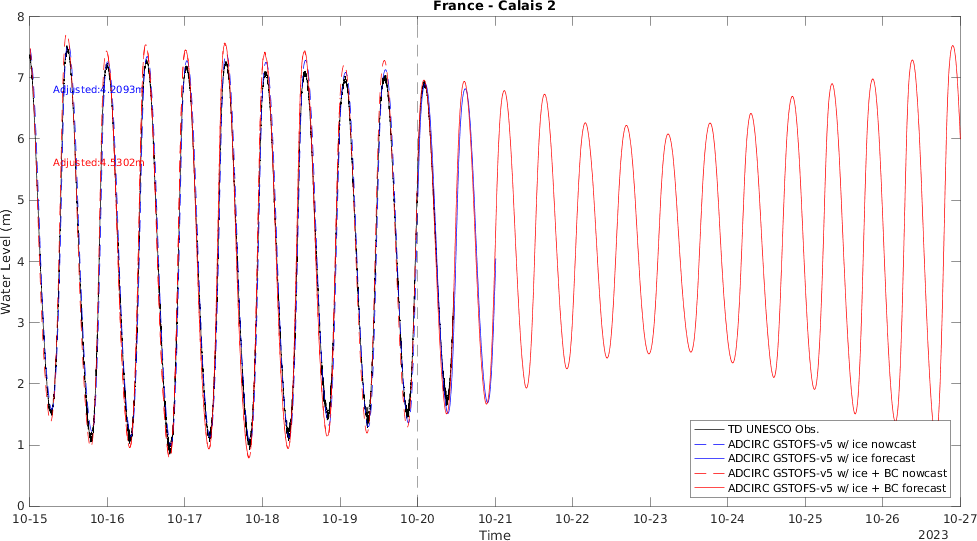 France - Calais 2
Water Level (m)
8
7
6
5
4
3
2
1
0
Adjusted:4.2093m
Adjusted:4.5302m
TD UNESCO Obs.
ADCIRC GSTOFS-v5 w/ ice nowcast
ADCIRC GSTOFS-v5 w/ ice forecast
ADCIRC GSTOFS-v5 w/ ice + BC nowcast
ADCIRC GSTOFS-v5 w/ ice + BC forecast
10-15 10-16 10-17 10-18 10-19 10-20 10-21 10-22 10-23 10-24 10-25 10-26 10-27
Time
2023